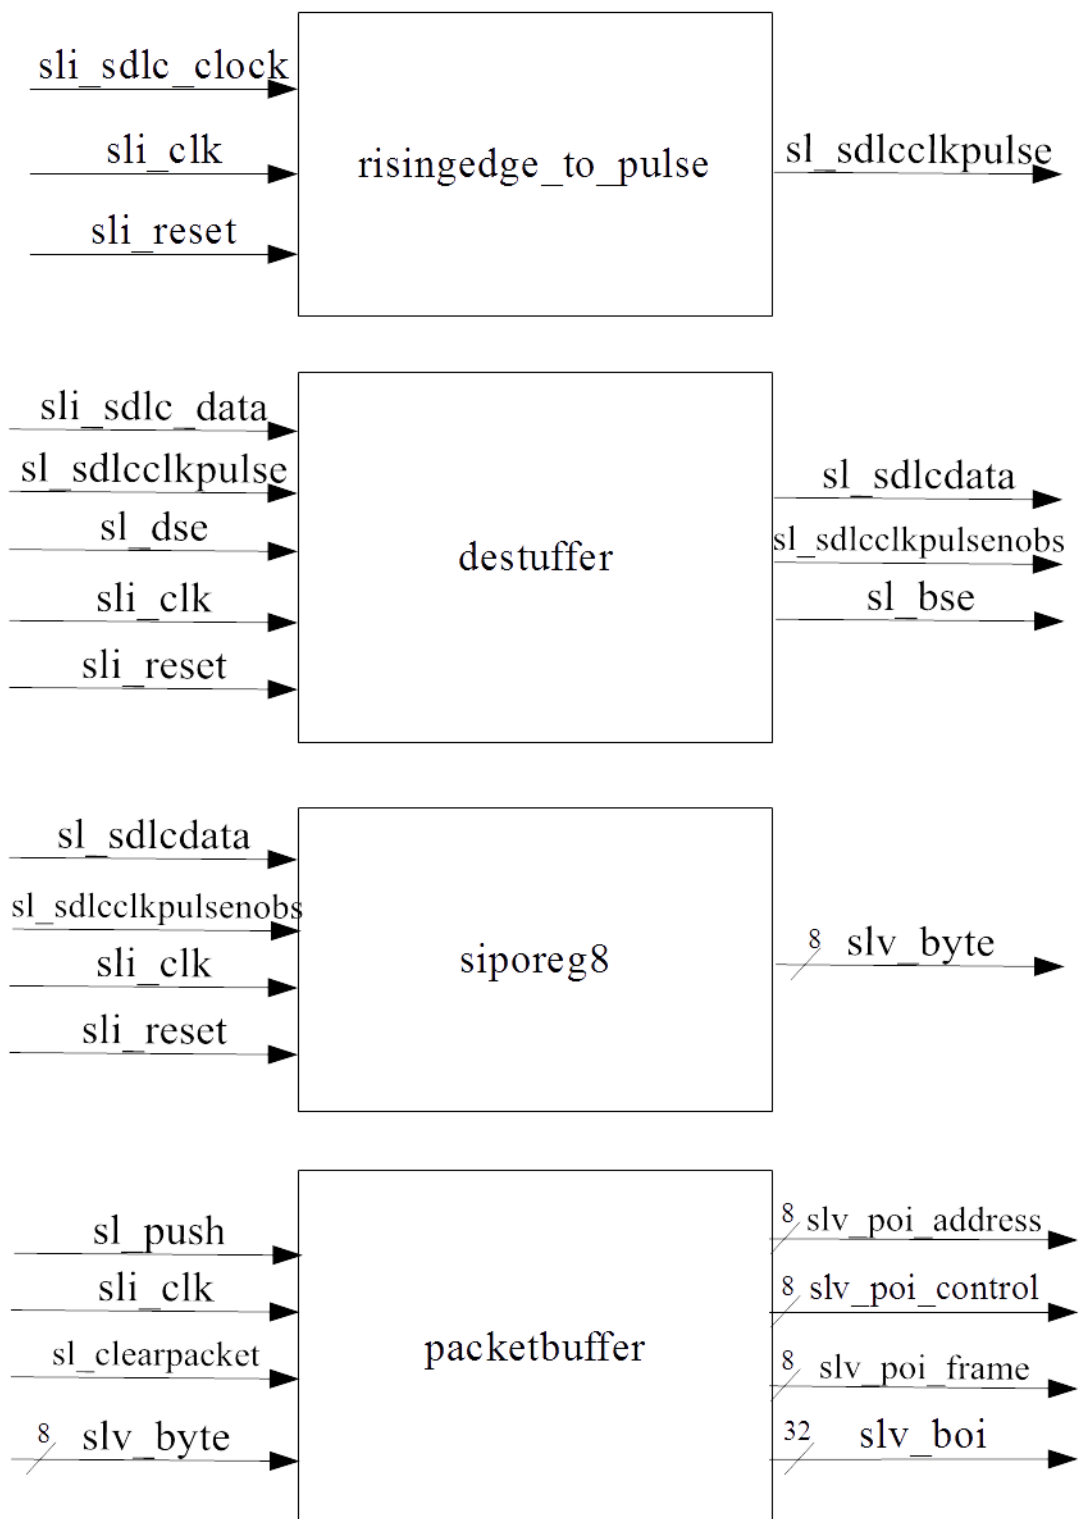 sli_sdlc_clock
sli_clk
sli_reset
risingedge_to_pulse
sl_sdlcclkpulse
sli_sdlc_data
sl_sdlcclkpulse
sl_dse
sli_clk
sli_reset
destuffer
sl_sdlcdata
sl_sdlcclkpulsenobs
sl_bse
sl_sdlcdata
sl_sdlcclkpulsenobs
sli_clk
sli_reset
siporeg8
8 slv_byte
sl_push
sli_clk
sl_clearpacket
8 slv_byte
packetbuffer
8 slv_poi_address
8 slv_poi_control
8 slv_poi_frame
32 slv_boi